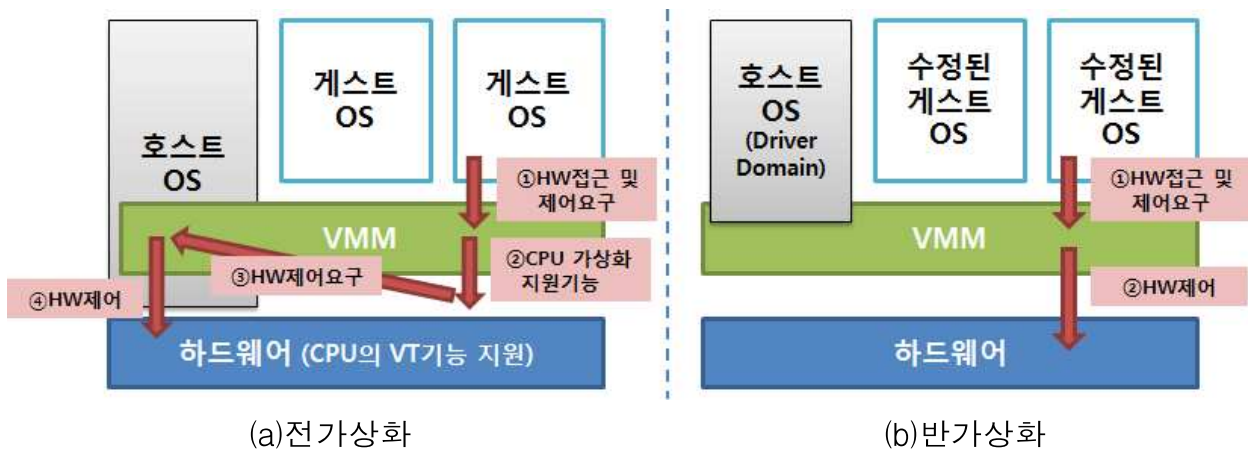 호스트
OS
게스트
OS
게스트
OS
①HW접근 및
제어요구
VMM
②CPU 가상화
지원기능
③HW제어요구
④HW제어
하드웨어 (CPU의 VT기능 지원)
(a)전가상화
호스트
OS
(Driver
Domain)
수정된
게스트
OS
수정된
게스트
OS
①HW접근 및
제어요구
VMM
②HW제어
하드웨어
(b)반가상화